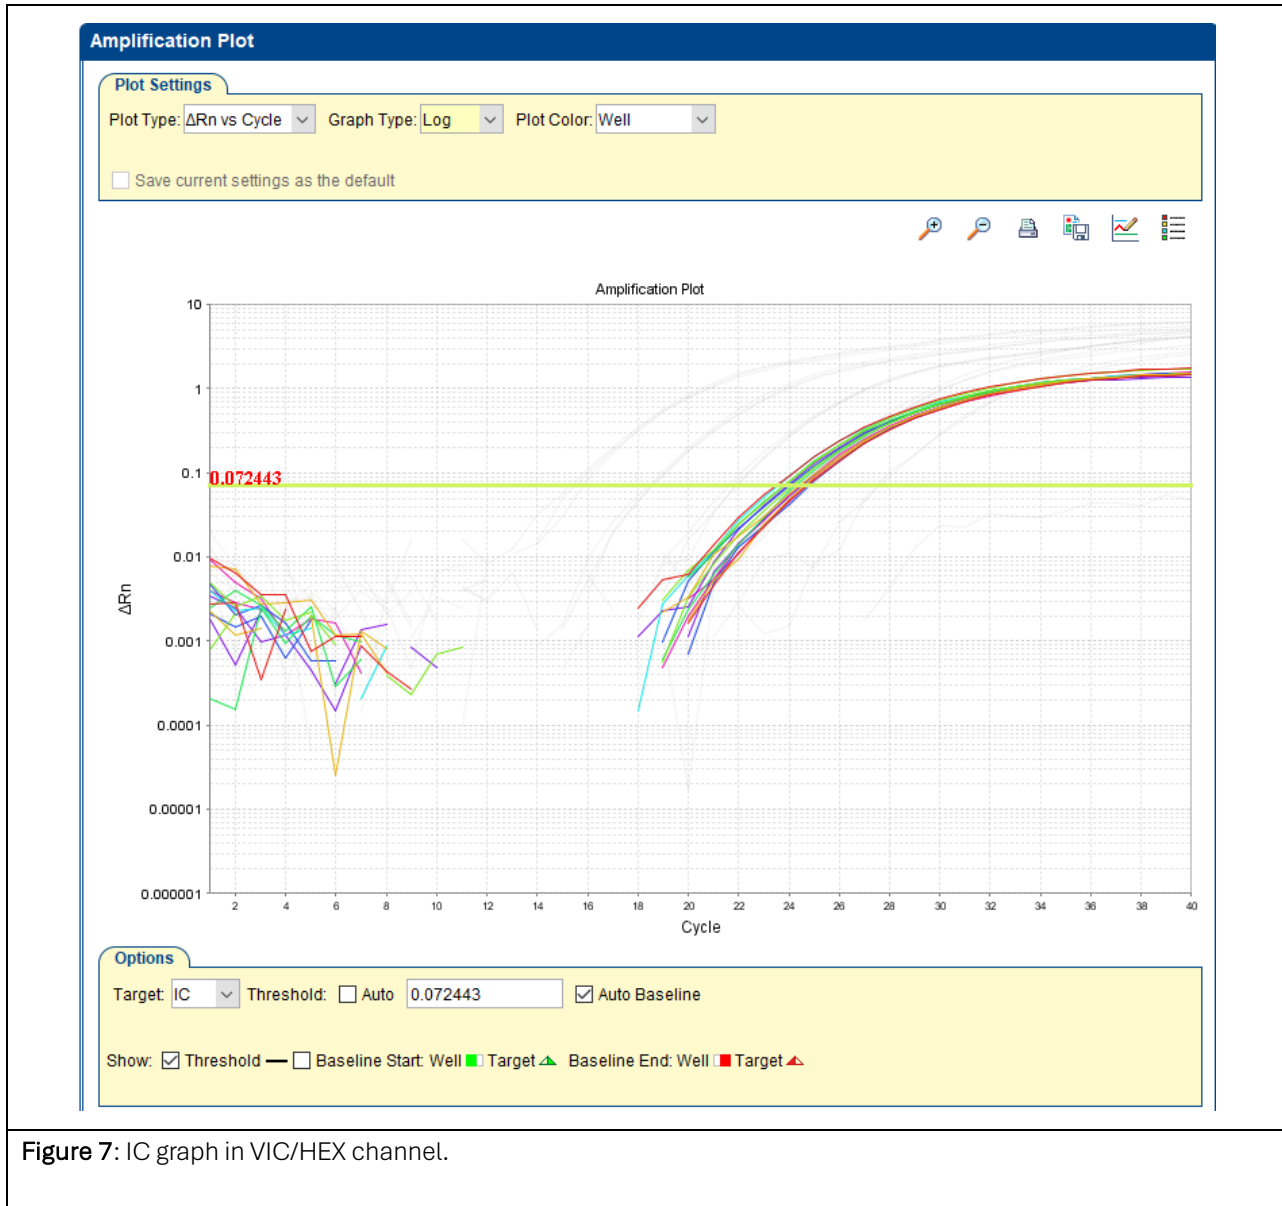 Amplification Plot
Plot Settings
Plot Type: ΔRn vs Cycle Graph Type: Log Plot Color: Well
Save current settings as the default
Amplification Plot
10
1
0.1
0.072443
0.01
0.001
0.0001
0.00001
0.000001
ΔRn
2 4 6 8 10 12 14 16 18 20 22 24 26 28 30 32 34 36 38 40
Cycle
Options
Target: IC Threshold: Auto 0.072443 Auto Baseline
Show: Threshold Baseline Start: Well Target Baseline End: Well Target
Figure 7: IC graph in VIC/HEX channel.